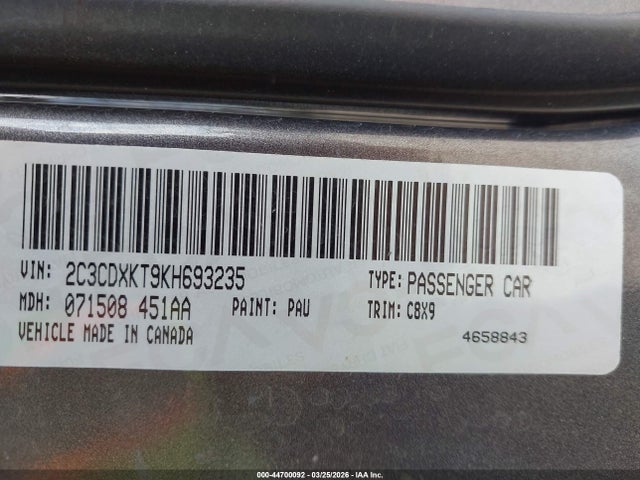 VIN: 2C3CDXKT9KH693235 TYPE: PASSENGER CAR
MDH: 071508 451AA PAINT: PAU TRIM: C8X9
VEHICLE MADE IN CANADA 4658843
000-44700092 - 03/25/2026 - IAA Inc.